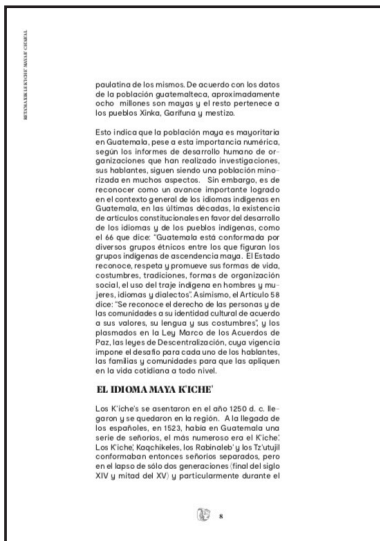 paulatina de los mismos. De acuerdo con los datos
de la población guatemalteca, aproximadamente
ocho millones son mayas y el resto pertenece a
los pueblos Xinka, Garífuna y mestizo.
Esto indica que la población maya es mayoritaria
en Guatemala, pese a esta importancia numérica,
según los informes de desarrollo humano de or-
ganizaciones que han realizado investigaciones,
sus hablantes, siguen siendo una población mino-
rizada en muchos aspectos. Sin embargo, es de
reconocer como un avance importante logrado
en el contexto general de los idiomas indígenas en
Guatemala, en las últimas décadas, la existencia
de artículos constitucionales en favor del desarrollo
de los idiomas y de los pueblos indígenas, como
el 66 que dice: "Guatemala está conformada por
diversos grupos étnicos entre los que figuran los
grupos indígenas de ascendencia maya. El Estado
reconoce, respeta y promueve sus formas de vida,
costumbres, tradiciones, formas de organización
social, el uso del traje indígena en hombres y mu-
jeres, idiomas y dialectos". Asimismo, el Artículo 58
dice: "Se reconoce el derecho de las personas y de
las comunidades a su identidad cultural de acuerdo
a sus valores, su lengua y sus costumbres", y los
plasmados en la Ley Marco de los Acuerdos de
Paz, las leyes de Descentralización, cuya vigencia
impone el desafío para cada uno de los hablantes,
las familias y comunidades para que las apliquen
en la vida cotidiana a todo nivel.
EL IDIOMA MAYA K'ICHE'
Los K'iche's se asentaron en el año 1250 d. c. lle-
garon y se quedaron en la región. A la llegada de
los españoles, en 1523, había en Guatemala una
serie de señoríos, el más numeroso era el K'iche'.
Los K'iche', Kaqchikeles, los Rabinaleb' y los Tz'utujil
conformaban entonces señoríos separados, pero
en el lapso de sólo dos generaciones (final del siglo
XIV y mitad del XV) y particularmente durante el